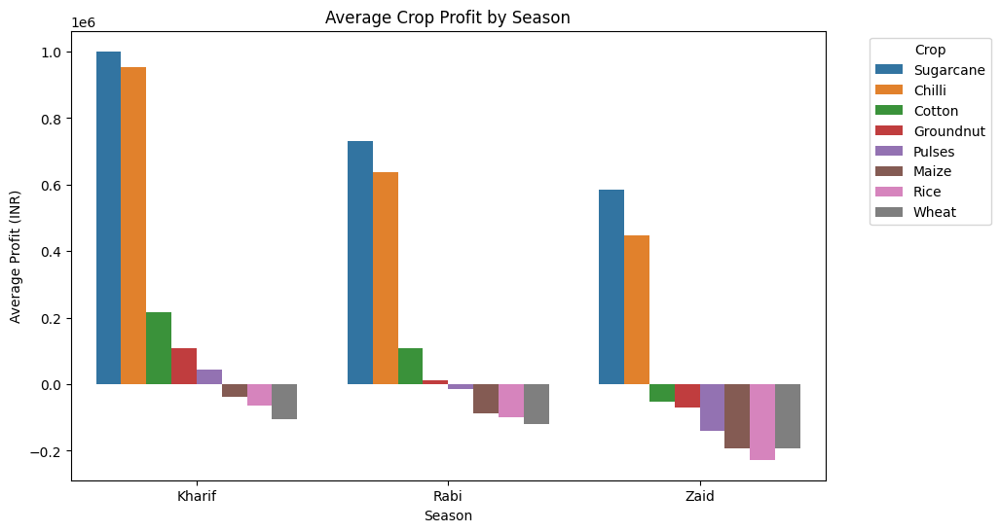 Average Crop Profit by Season
1e6
1.0
0.8
0.6
0.4
0.2
0.0
−0.2
Average Profit (INR)
Kharif
Rabi
Zaid
Season
Crop
Sugarcane
Chilli
Cotton
Groundnut
Pulses
Maize
Rice
Wheat